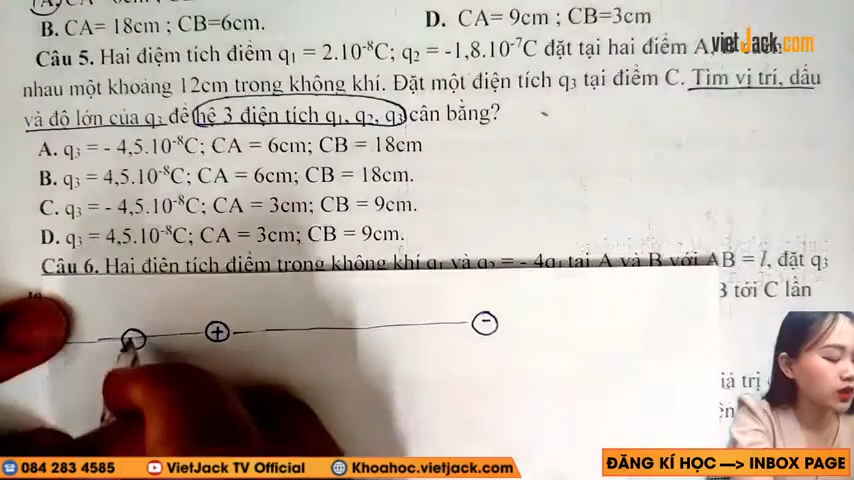 B. CA= 18cm ; CB=6cm.
D. CA= 9cm ; CB=3cm
vietJack.com
Câu 5. Hai điệm tích điểm q₁ = 2.10⁻⁸C; q₂ = -1,8.10⁻⁷C đặt tại hai điểm A,
nhau một khoảng 12cm trong không khí. Đặt một điện tích q₃ tại điểm C. Tìm vị trí, dấu
và độ lớn của q₃ để hệ 3 điện tích q₁, q₂, q₃ cân bằng?
A. q₃ = - 4,5.10⁻⁸C; CA = 6cm; CB = 18cm
B. q₃ = 4,5.10⁻⁸C; CA = 6cm; CB = 18cm.
C. q₃ = - 4,5.10⁻⁸C; CA = 3cm; CB = 9cm.
D. q₃ = 4,5.10⁻⁸C; CA = 3cm; CB = 9cm.
Câu 6. Hai điện tích điểm trong không khí q₁ và q₂ = - 4q₁ tại A và B với AB = l, đặt q₃
B tới C lần
+
-
iá trị
084 283 4585
VietJack TV Official
Khoahoc.vietjack.com
ĐĂNG KÍ HỌC —> INBOX PAGE